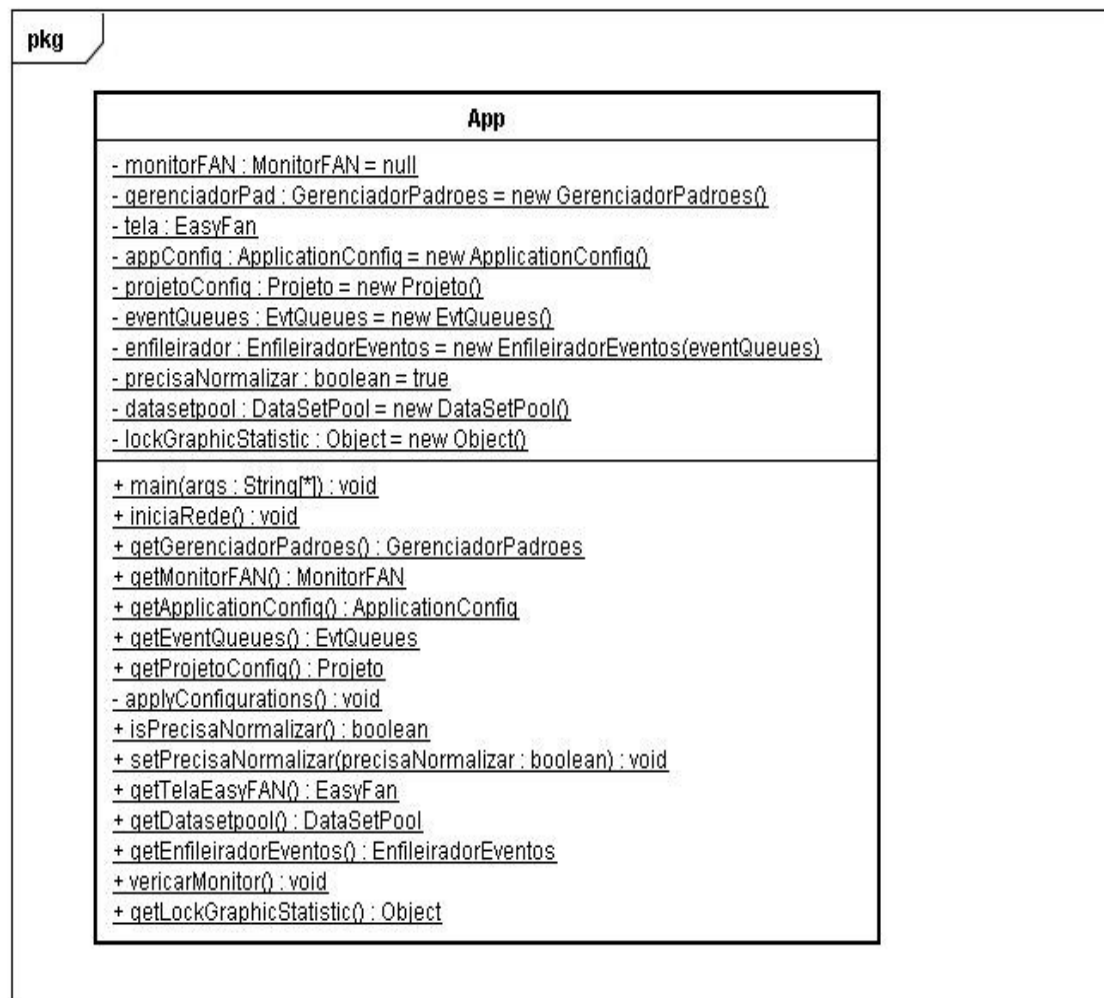 pkg
App
- monitorFAN : MonitorFAN = null
- gerenciadorPad : GerenciadorPadroes = new GerenciadorPadroes()
- tela : EasyFan
- appConfig : ApplicationConfig = new ApplicationConfig()
- projetoConfig : Projeto = new Projeto()
- eventQueues : EvtQueues = new EvtQueues()
- enfileirador : EnfileiradorEventos = new EnfileiradorEventos(eventQueues)
- precisaNormalizar : boolean = true
- datasetpool : DataSetPool = new DataSetPool()
- lockGraphicStatistic : Object = new Object()
+ main(args : String[*]) : void
+ iniciaRede() : void
+ getGerenciadorPadroes() : GerenciadorPadroes
+ getMonitorFAN() : MonitorFAN
+ getApplicationConfig() : ApplicationConfig
+ getEventQueues() : EvtQueues
+ getProjetoConfig() : Projeto
- applyConfigurations() : void
+ isPrecisaNormalizar() : boolean
+ setPrecisaNormalizar(precisaNormalizar : boolean) : void
+ getTelaEasyFAN() : EasyFan
+ getDatasetpool() : DataSetPool
+ getEnfileiradorEventos() : EnfileiradorEventos
+ vericarMonitor() : void
+ getLockGraphicStatistic() : Object